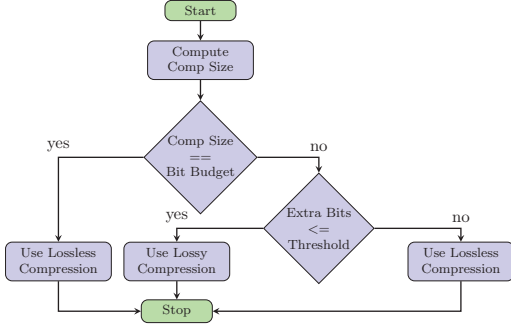 Start
Compute
Comp Size
Comp Size
==
Bit Budget
yes
no
Extra Bits
<=
Threshold
yes
no
Use Lossless
Compression
Use Lossy
Compression
Use Lossless
Compression
Stop